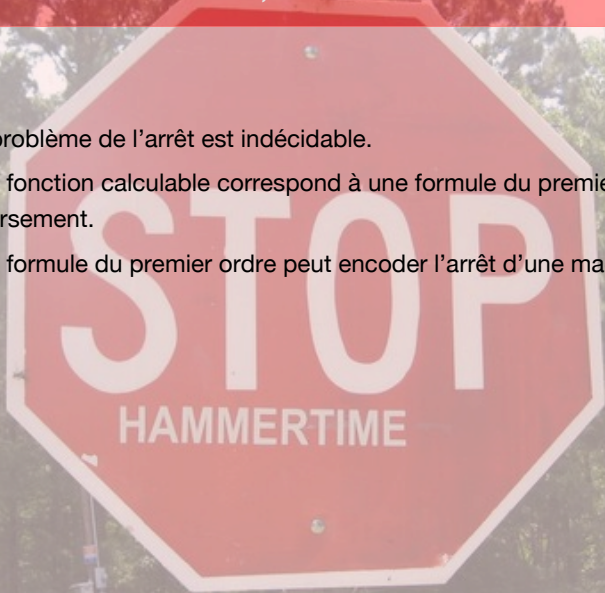 problème de l’arrêt est indécidable.
fonction calculable correspond à une formule du premie
rsement.
formule du premier ordre peut encoder l’arrêt d’une ma
STOP
HAMMERTIME